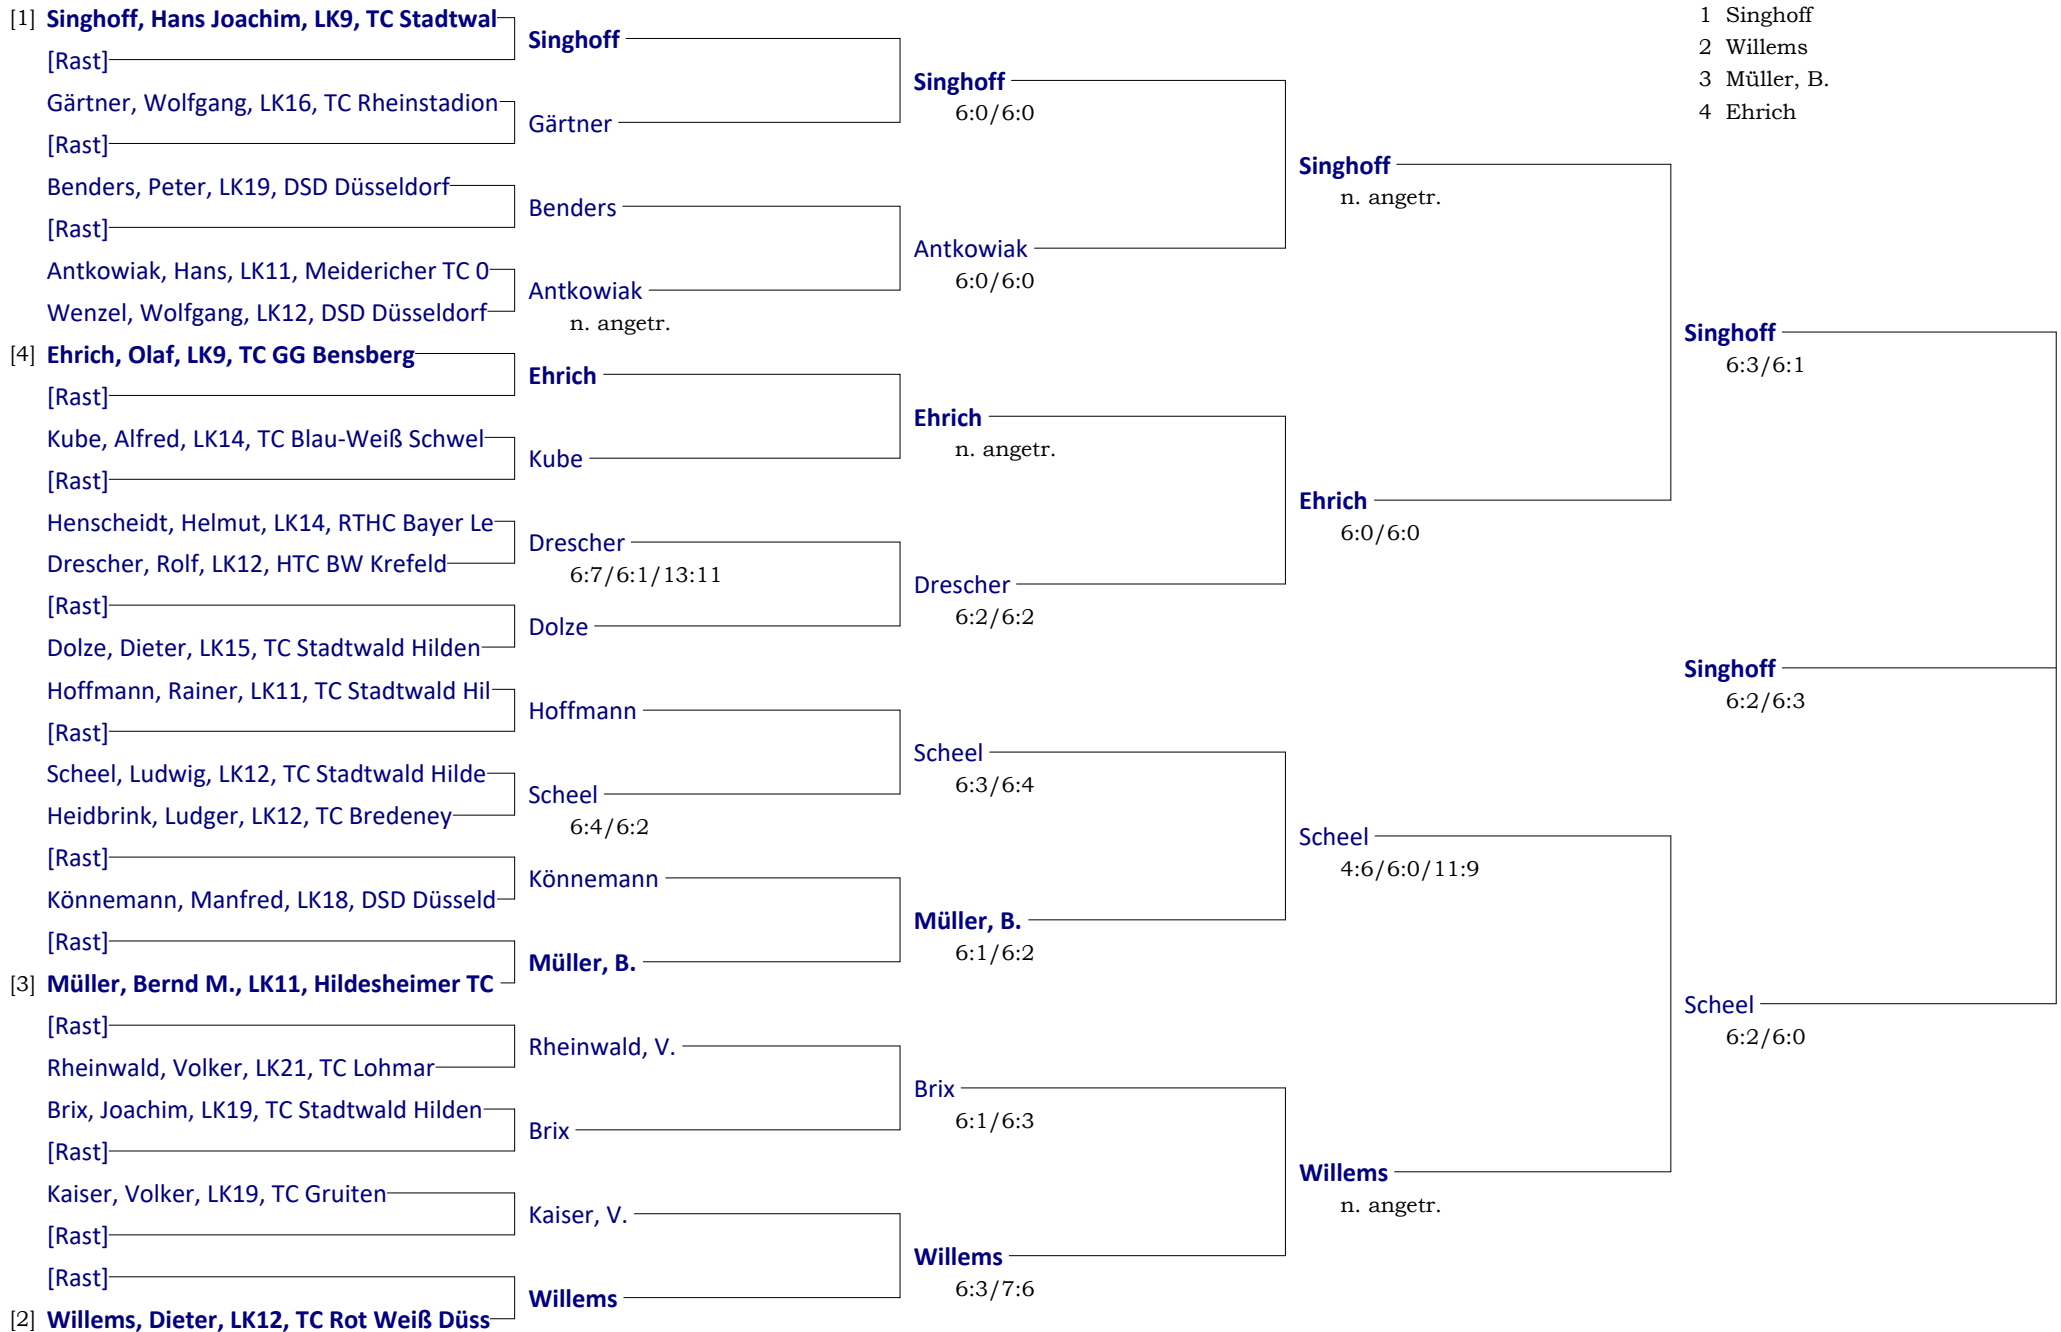 [1] Singhoff, Hans Joachim, LK9, TC Stadtwal
[Rast]
Gärtner, Wolfgang, LK16, TC Rheinstadion
[Rast]
Benders, Peter, LK19, DSD Düsseldorf
[Rast]
Antkowiak, Hans, LK11, Meidericher TC 0
Wenzel, Wolfgang, LK12, DSD Düsseldorf
[4] Ehrich, Olaf, LK9, TC GG Bensberg
[Rast]
Kube, Alfred, LK14, TC Blau-Weiß Schwel
[Rast]
Henscheidt, Helmut, LK14, RTHC Bayer Le
Drescher, Rolf, LK12, HTC BW Krefeld
[Rast]
Dolze, Dieter, LK15, TC Stadtwald Hilden
Hoffmann, Rainer, LK11, TC Stadtwald Hil
[Rast]
Scheel, Ludwig, LK12, TC Stadtwald Hilde
Heidbrink, Ludger, LK12, TC Bredeney
[Rast]
Könnemann, Manfred, LK18, DSD Düsseld
[Rast]
[3] Müller, Bernd M., LK11, Hildesheimer TC
[Rast]
Rheinwald, Volker, LK21, TC Lohmar
Brix, Joachim, LK19, TC Stadtwald Hilden
[Rast]
Kaiser, Volker, LK19, TC Gruiten
[Rast]
[Rast]
[2] Willems, Dieter, LK12, TC Rot Weiß Düss
Singhoff
Gärtner
Benders
Antkowiak
n. angetr.
Ehrich
Kube
Drescher
6:7/6:1/13:11
Dolze
Hoffmann
Scheel
6:4/6:2
Könnemann
Müller, B.
Rheinwald, V.
Brix
Kaiser, V.
Willems
Singhoff
6:0/6:0
Antkowiak
6:0/6:0
Ehrich
n. angetr.
Drescher
6:2/6:2
Scheel
6:3/6:4
Müller, B.
6:1/6:2
Brix
6:1/6:3
Willems
6:3/7:6
Singhoff
n. angetr.
Ehrich
6:0/6:0
Scheel
4:6/6:0/11:9
Willems
n. angetr.
1 Singhoff
2 Willems
3 Müller, B.
4 Ehrich
Singhoff
6:3/6:1
Singhoff
6:2/6:3
Scheel
6:2/6:0